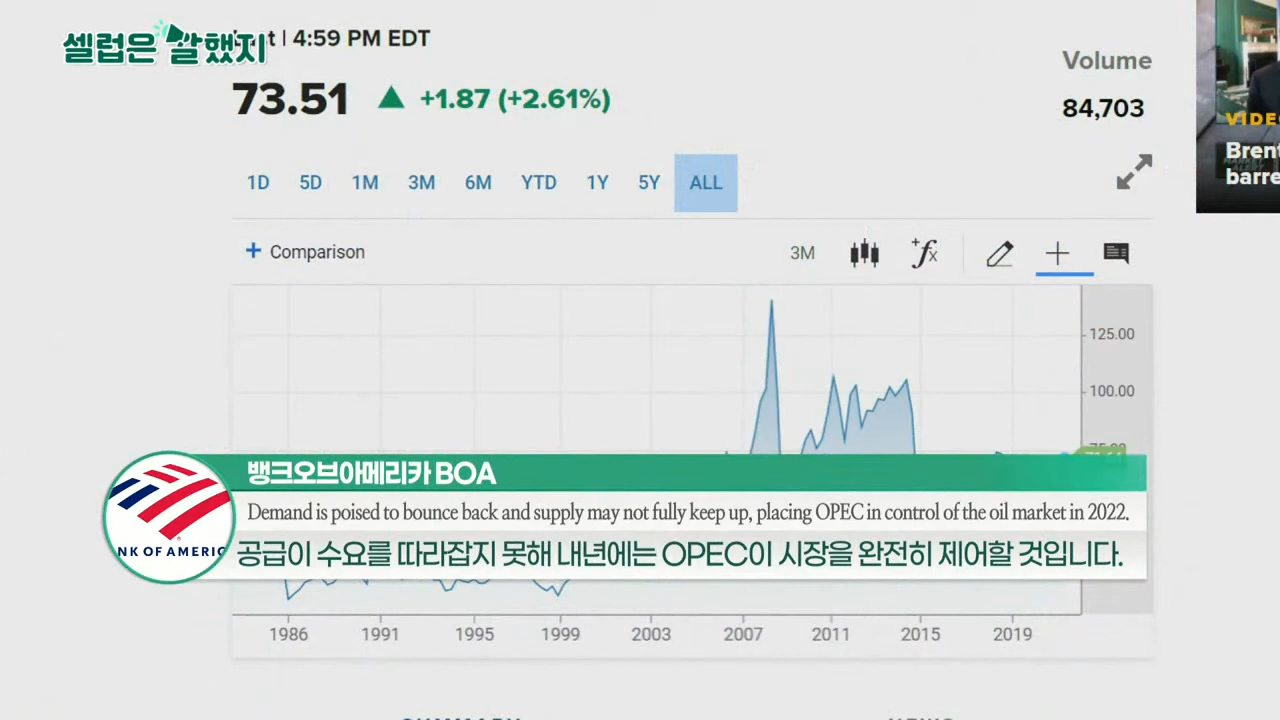 셀럽은 살했지
| 4:59 PM EDT
73.51 ▲ +1.87 (+2.61%)
Volume
84,703
VIDE
Brent
barre
1D 5D 1M 3M 6M YTD 1Y 5Y ALL
+ Comparison
3M
125.00
100.00
뱅크오브아메리카 BOA
Demand is poised to bounce back and supply may not fully keep up, placing OPEC in control of the oil market in 2022.
NK OF AMERIC
공급이 수요를 따라잡지 못해 내년에는 OPEC이 시장을 완전히 제어할 것입니다.
1986 1991 1995 1999 2003 2007 2011 2015 2019